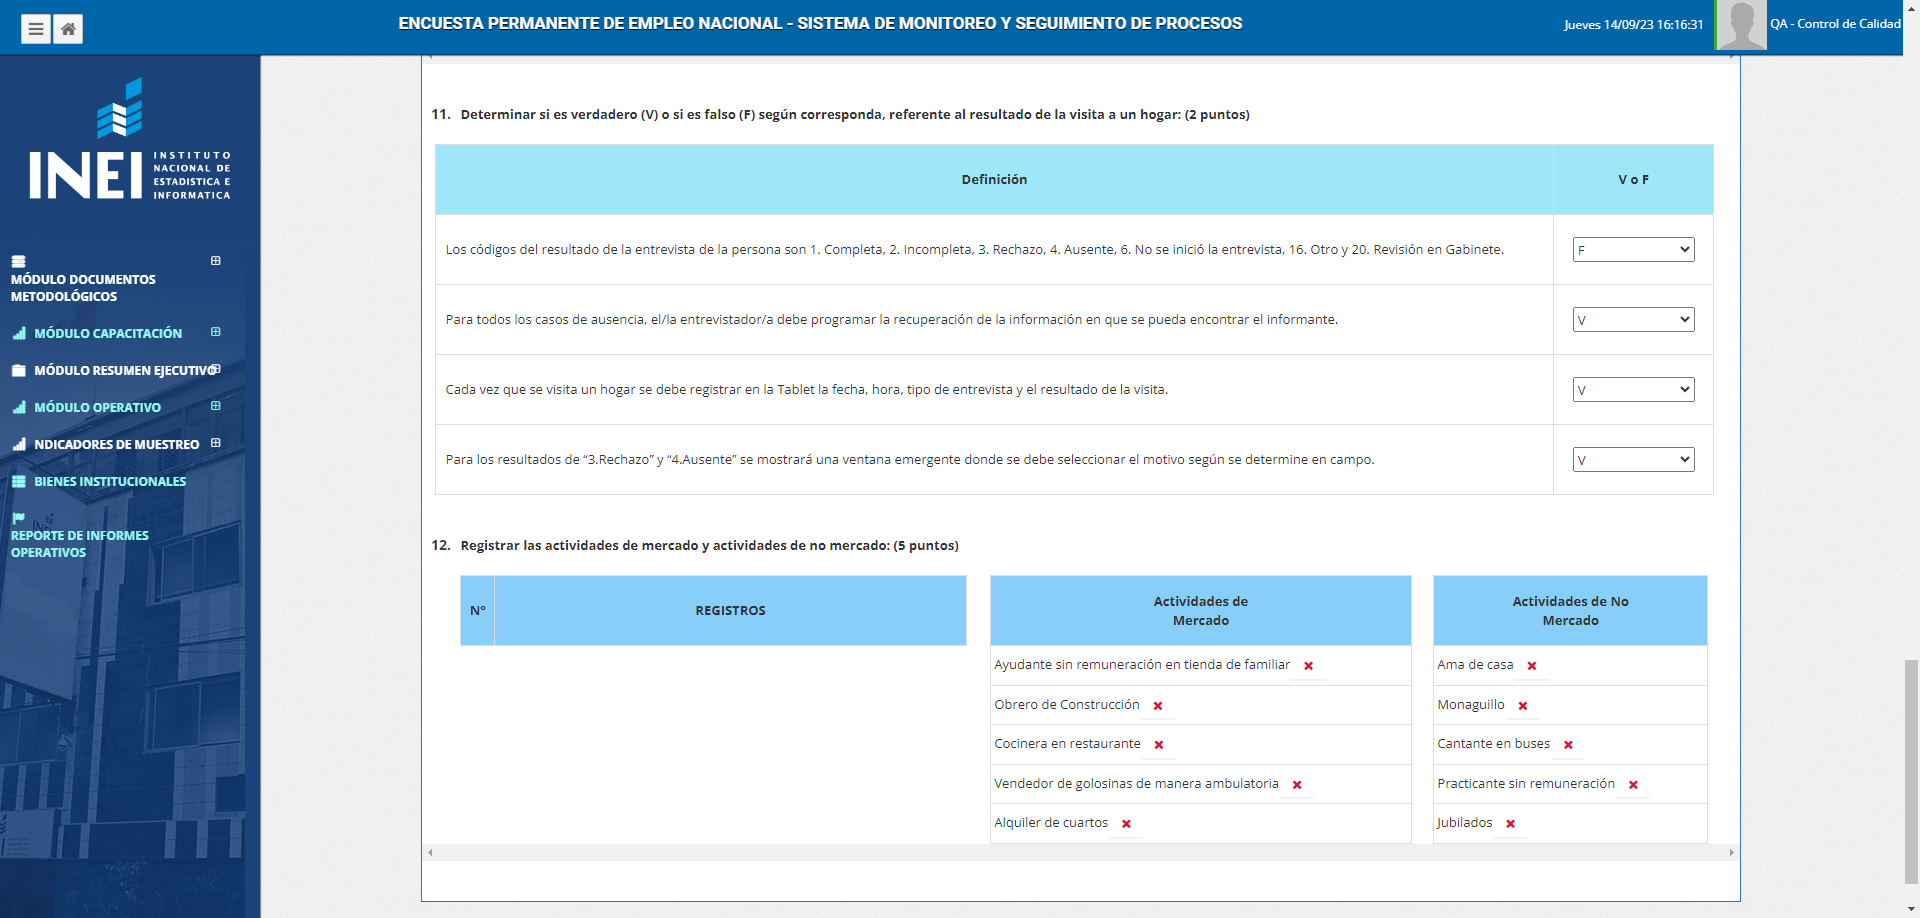 ENCUESTA PERMANENTE DE EMPLEO NACIONAL - SISTEMA DE MONITOREO Y SEGUIMIENTO DE PROCESOS
Jueves 14/09/23 16:16:31
QA - Control de Calidad
INEI
INSTITUTO
NACIONAL DE
ESTADISTICA E
INFORMATICA
MÓDULO DOCUMENTOS
METODOLÓGICOS
MÓDULO CAPACITACIÓN
MÓDULO RESUMEN EJECUTIVO
MÓDULO OPERATIVO
NDICADORES DE MUESTREO
BIENES INSTITUCIONALES
REPORTE DE INFORMES
OPERATIVOS
11. Determinar si es verdadero (V) o si es falso (F) según corresponda, referente al resultado de la visita a un hogar: (2 puntos)
Definición
V o F
Los códigos del resultado de la entrevista de la persona son 1. Completa, 2. Incompleta, 3. Rechazo, 4. Ausente, 6. No se inició la entrevista, 16. Otro y 20. Revisión en Gabinete.
F
Para todos los casos de ausencia, el/la entrevistador/a debe programar la recuperación de la información en que se pueda encontrar el informante.
V
Cada vez que se visita un hogar se debe registrar en la Tablet la fecha, hora, tipo de entrevista y el resultado de la visita.
V
Para los resultados de “3.Rechazo” y “4.Ausente” se mostrará una ventana emergente donde se debe seleccionar el motivo según se determine en campo.
V
12. Registrar las actividades de mercado y actividades de no mercado: (5 puntos)
N°
REGISTROS
Actividades de
Mercado
Ayudante sin remuneración en tienda de familiar
Obrero de Construcción
Cocinera en restaurante
Vendedor de golosinas de manera ambulatoria
Alquiler de cuartos
Actividades de No
Mercado
Ama de casa
Monaguillo
Cantante en buses
Practicante sin remuneración
Jubilados